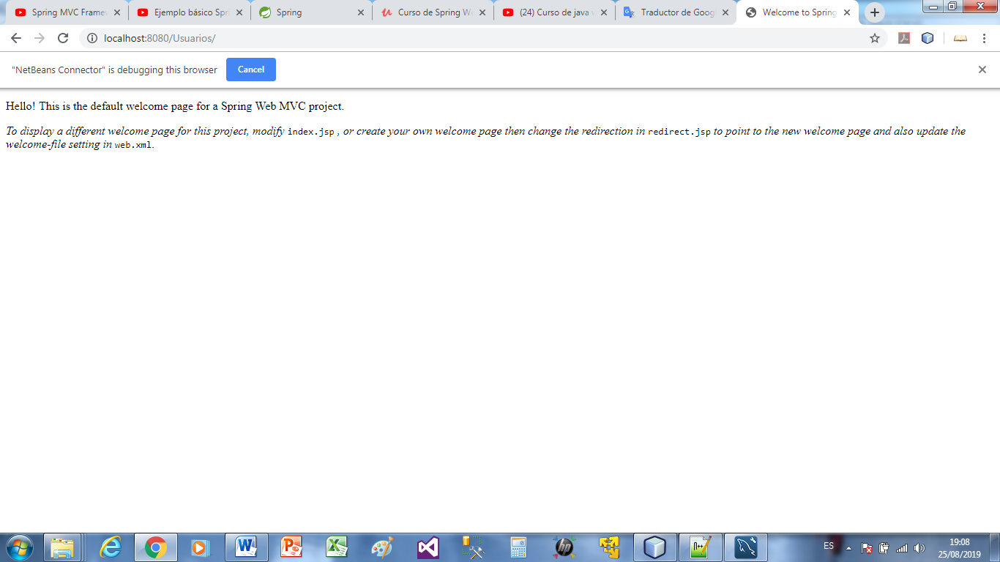 Spring MVC Frame
Ejemplo básico Spri
Spring
Curso de Spring W
(24) Curso de java
Traductor de Goog
Welcome to Spring
localhost:8080/Usuarios/
"NetBeans Connector" is debugging this browser
Cancel
Hello! This is the default welcome page for a Spring Web MVC project.
To display a different welcome page for this project, modify index.jsp , or create your own welcome page then change the redirection in redirect.jsp to point to the new welcome page and also update the
welcome-file setting in web.xml.
ES
19:08
25/08/2019